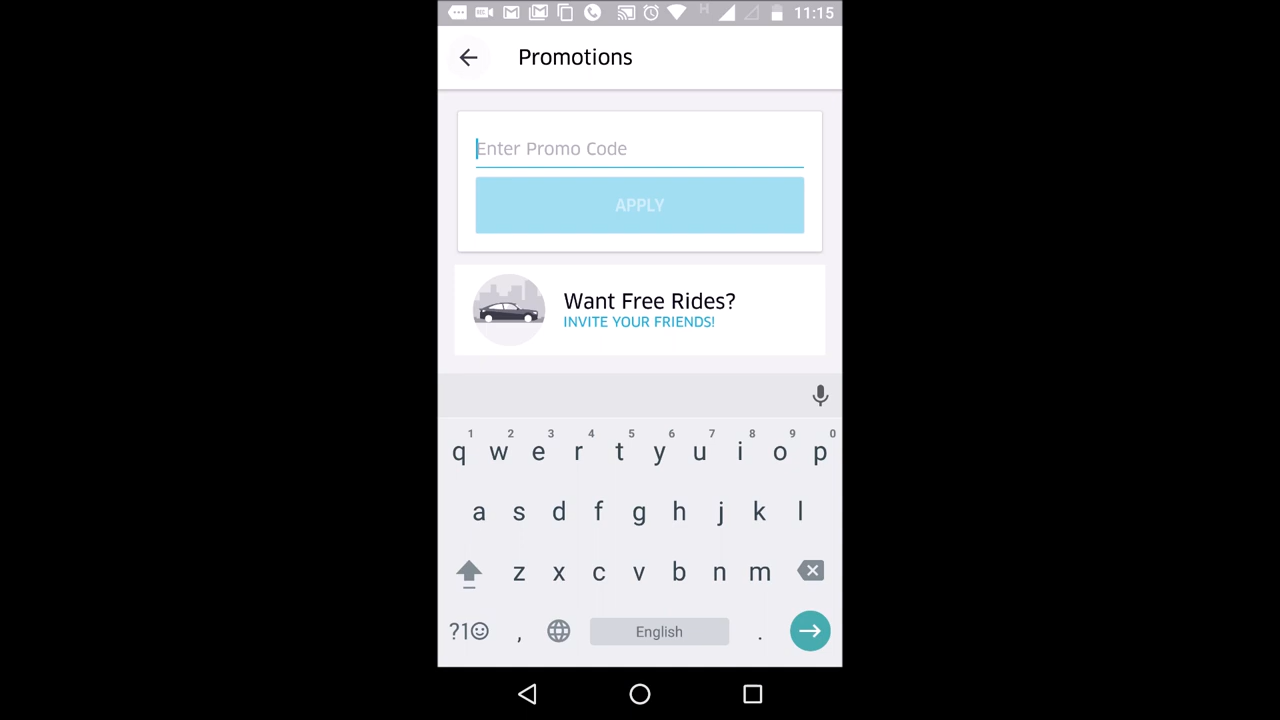 11:15
Promotions
Enter Promo Code
APPLY
Want Free Rides?
INVITE YOUR FRIENDS!
1 2 3 4 5 6 7 8 9 0
q w e r t y u i o p
a s d f g h j k l
z x c v b n m
?1☺ , English .